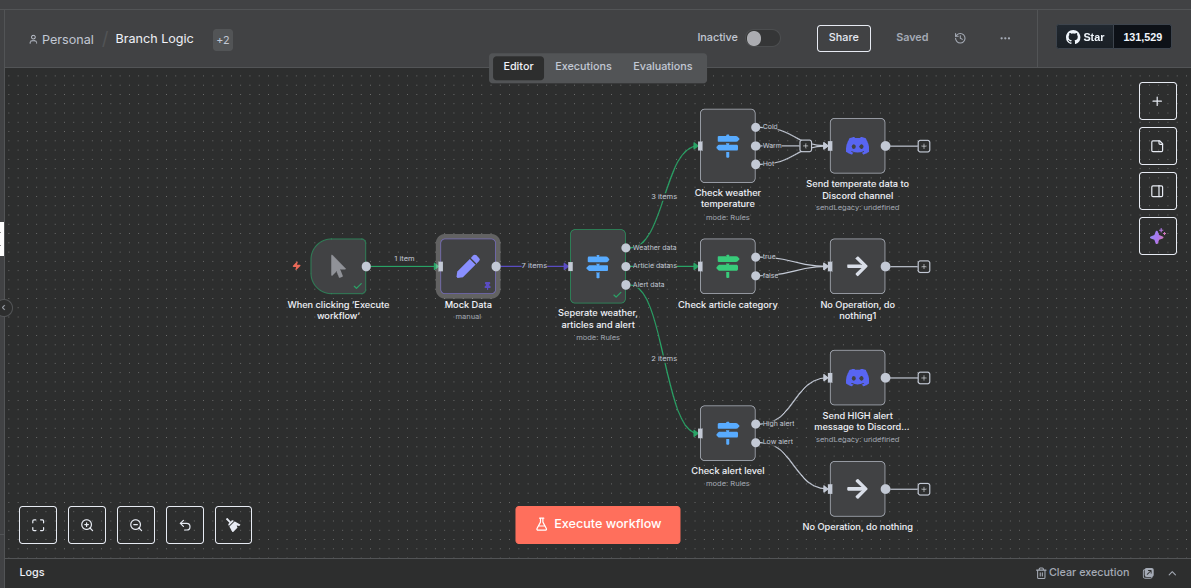 Personal / Branch Logic +2
Inactive
Share
Saved
...
Star 131,529
Editor Executions Evaluations
Cold
Warm
Hot
Check weather
temperature
mode: Rules
Send temperate data to
Discord channel
sendLegacy: undefined
3 items
When clicking ‘Execute
workflow’
1 item
Mock Data
manual
7 items
Seperate weather,
articles and alert
mode: Rules
Weather data
Article datans
Alert data
true
false
Check article category
No Operation, do
nothing1
2 items
High alert
Low alert
Check alert level
mode: Rules
Send HIGH alert
message to Discord...
sendLegacy: undefined
No Operation, do nothing
Execute workflow
Logs
Clear execution